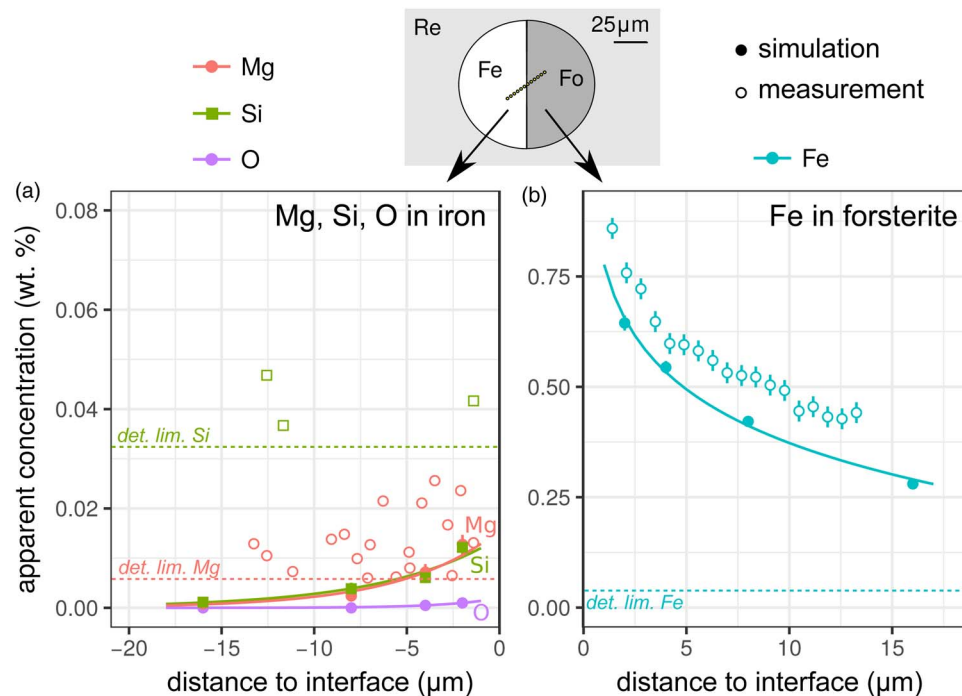 Mg
Si
O
Re
25µm
Fe
Fo
simulation
measurement
Fe
(a)
Mg, Si, O in iron
apparent concentration (wt. %)
0.08
0.06
0.04
0.02
0.00
det. lim. Si
det. lim. Mg
Mg
Si
O
−20
−15
−10
−5
0
distance to interface (µm)
(b)
Fe in forsterite
0.75
0.50
0.25
0.00
det. lim. Fe
0
5
10
15
distance to interface (µm)